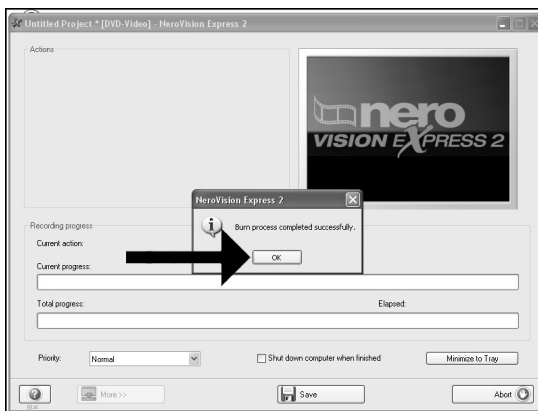 Untitled Project * [DVD-Video] - NeroVision Express 2
Actions
nero
VISION EXPRESS 2
NeroVision Express 2
Burn process completed successfully.
OK
Recording progress
Current action:
Current progress:
Total progress:
Elapsed:
Priority:
Normal
Shut down computer when finished
Minimize to Tray
More >>
Save
Abort